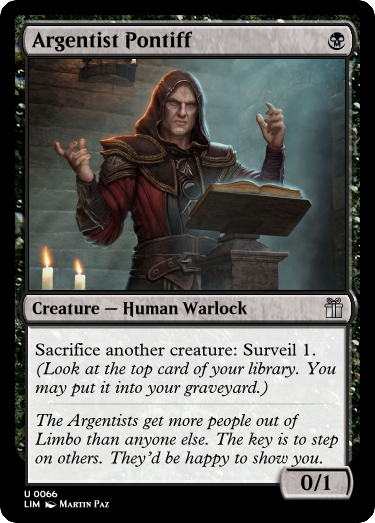 Argentist Pontiff
Creature — Human Warlock
Sacrifice another creature: Surveil 1.
(Look at the top card of your library. You
may put it into your graveyard.)
The Argentists get more people out of
Limbo than anyone else. The key is to step
on others. They’d be happy to show you.
0/1
U 0066
LIM Martin Paz